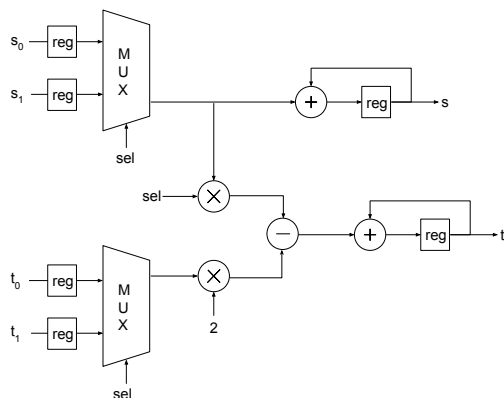 s0
reg
M
U
X
s1
reg
sel
+
reg
s
sel
×
−
+
reg
t
t0
reg
M
U
X
×
t1
reg
2
sel